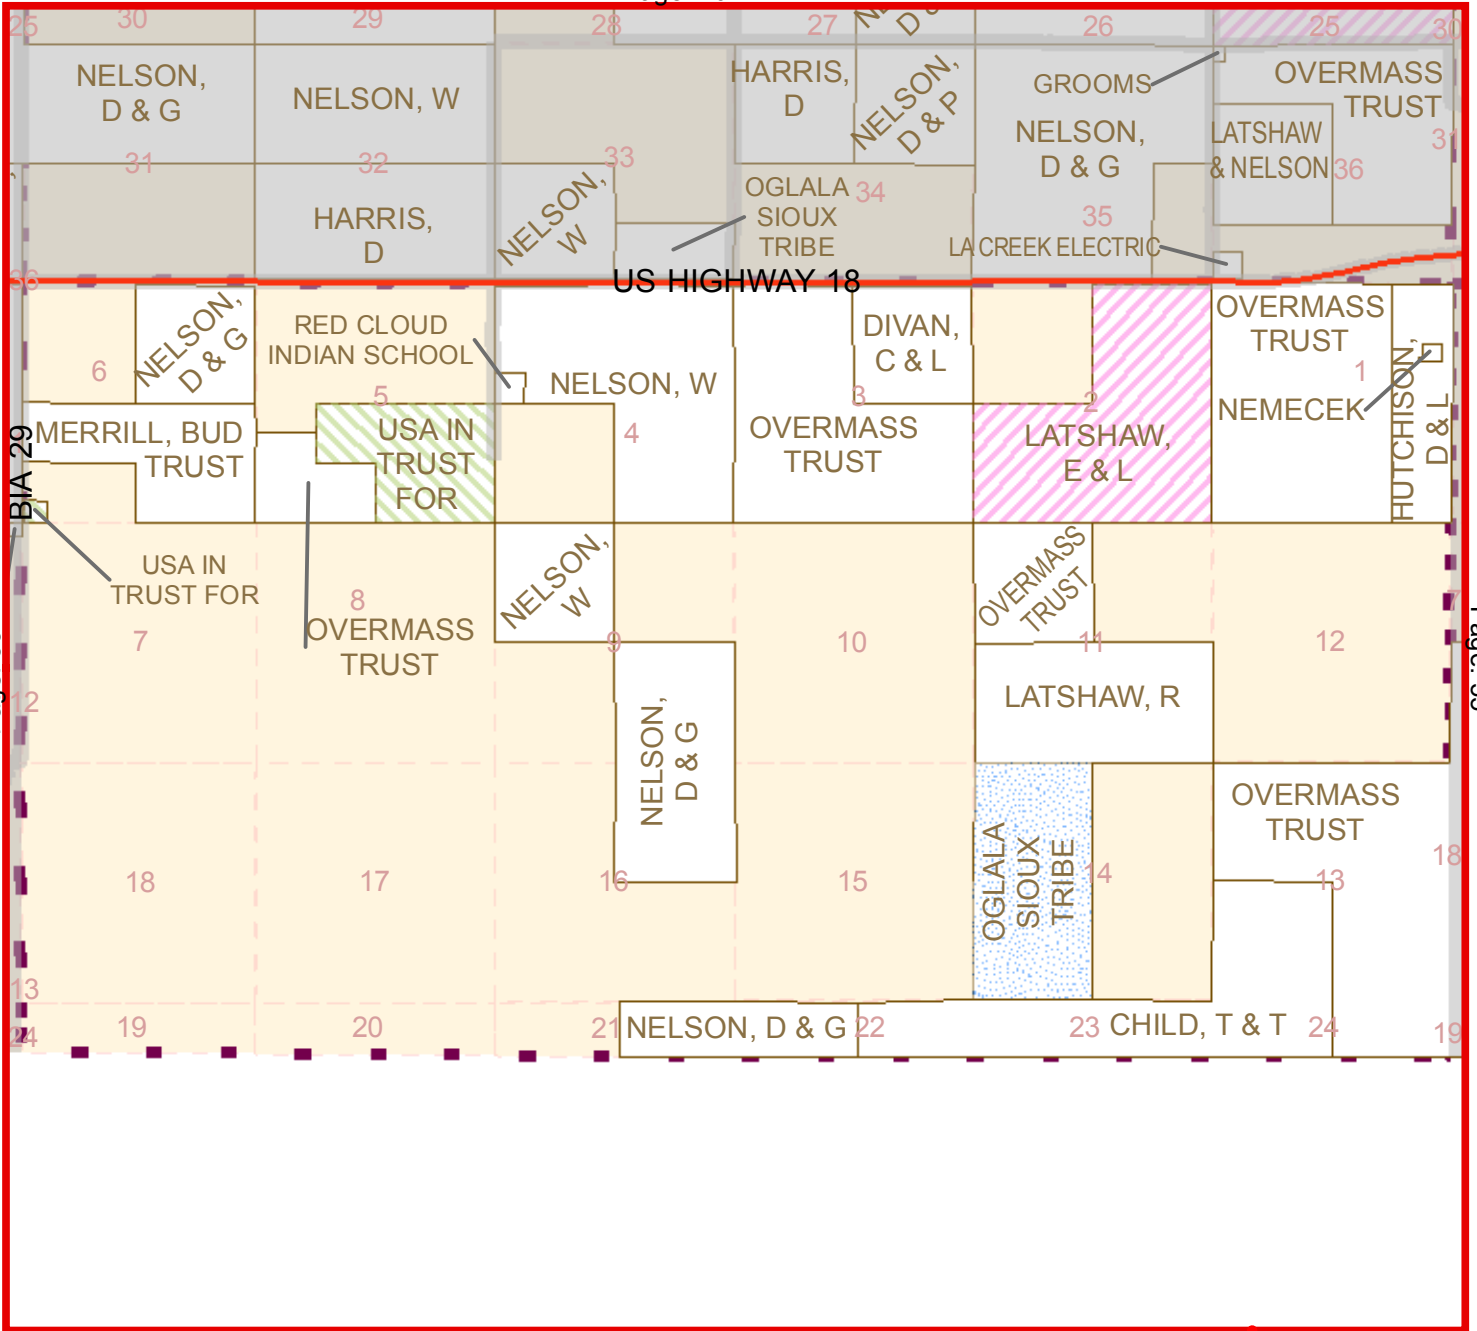 25
30
29
28
27
26
25
30
NELSON,
D & G
NELSON, W
HARRIS,
D
NELSON,
D & P
GROOMS
NELSON,
D & G
OVERMASS
TRUST
LATSHAW
& NELSON
31
32
33
34
35
36
31
HARRIS,
D
NELSON,
W
OGLALA
SIOUX
TRIBE
LA CREEK ELECTRIC
36
US HIGHWAY 18
NELSON,
D & G
RED CLOUD
INDIAN SCHOOL
NELSON, W
DIVAN,
C & L
OVERMASS
TRUST
6
5
4
3
2
1
MERRILL, BUD
TRUST
USA IN
TRUST
FOR
OVERMASS
TRUST
LATSHAW,
E & L
NEMECEK
HUTCHISON,
D & L
BIA 29
USA IN
TRUST FOR
OVERMASS
TRUST
NELSON,
W
OVERMASS
TRUST
7
8
9
10
11
12
7
12
NELSON,
D & G
LATSHAW, R
OGLALA
SIOUX
TRIBE
OVERMASS
TRUST
18
17
16
15
14
13
18
13
24
19
20
21
NELSON, D & G
22
23
CHILD, T & T
24
19